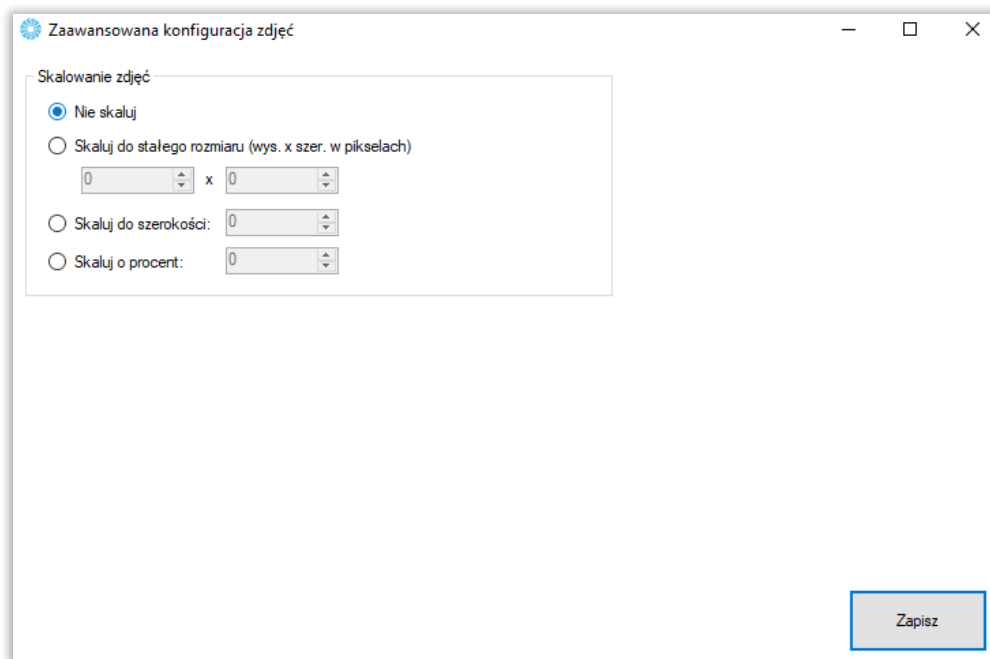 Zaawansowana konfiguracja zdjęć
Skalowanie zdjęć
Nie skaluj
Skaluj do stałego rozmiaru (wys. x szer. w pikselach)
0 x 0
Skaluj do szerokości: 0
Skaluj o procent: 0
Zapisz